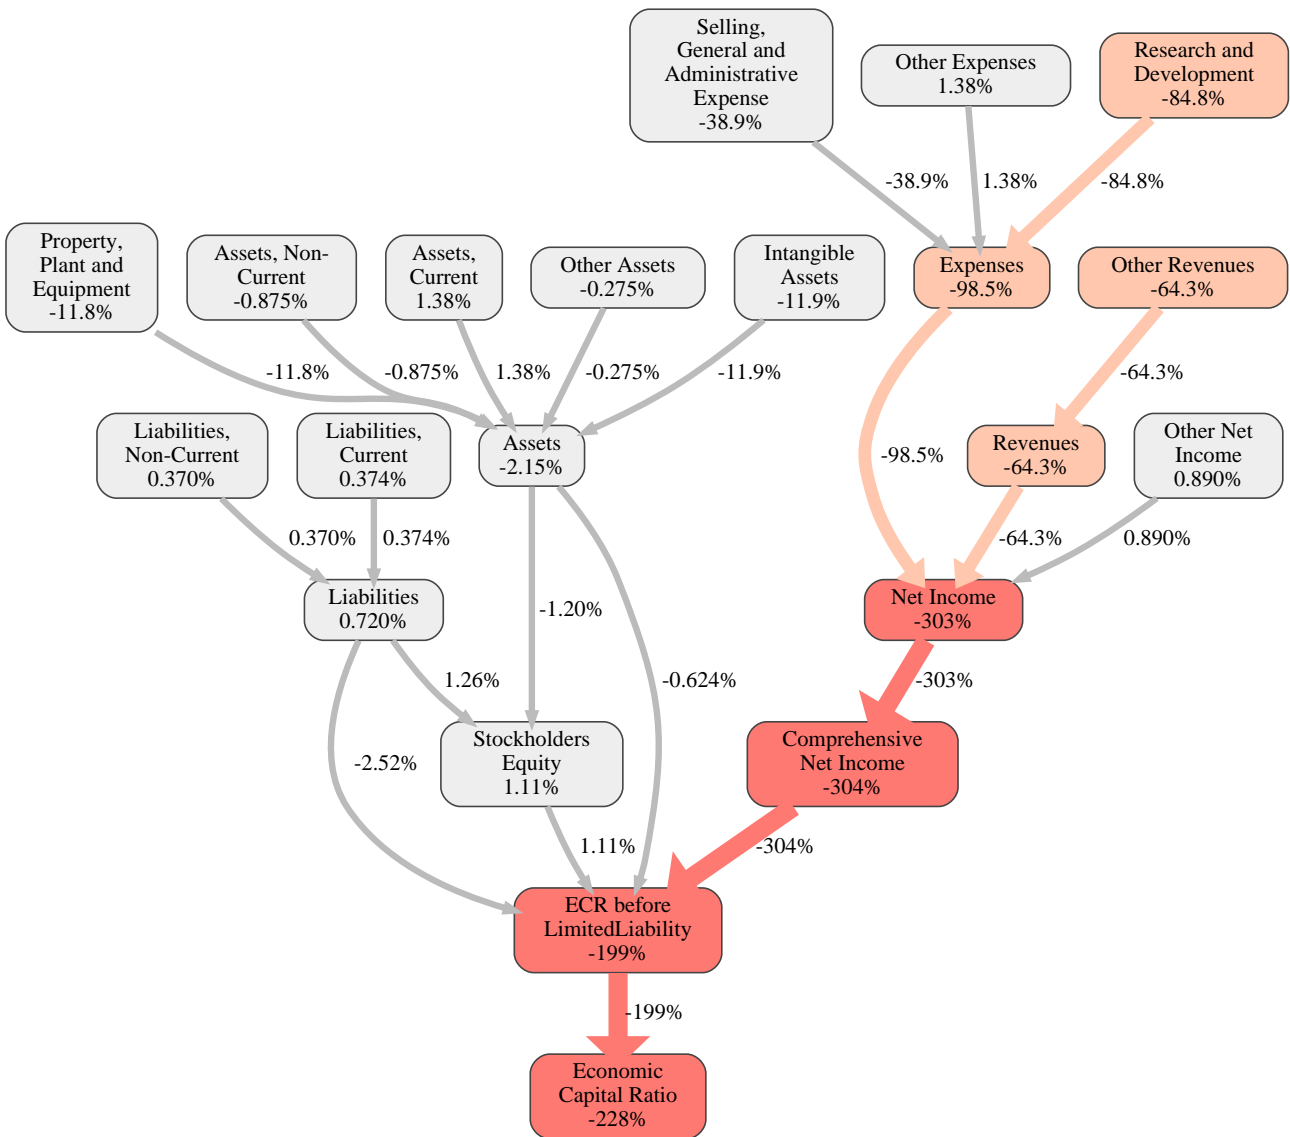 Selling,
General and
Administrative
Expense
-38.9%
Other Expenses
1.38%
Research and
Development
-84.8%
-38.9%
1.38%
-84.8%
Property,
Plant and
Equipment
-11.8%
Assets, Non-
Current
-0.875%
Assets,
Current
1.38%
Other Assets
-0.275%
Intangible
Assets
-11.9%
Expenses
-98.5%
Other Revenues
-64.3%
-11.8%
-0.875%
1.38%
-0.275%
-11.9%
-64.3%
Liabilities,
Non-Current
0.370%
Liabilities,
Current
0.374%
Assets
-2.15%
-98.5%
Revenues
-64.3%
Other Net
Income
0.890%
0.370%
0.374%
-64.3%
0.890%
Liabilities
0.720%
-1.20%
Net Income
-303%
1.26%
-0.624%
-303%
-2.52%
Stockholders
Equity
1.11%
Comprehensive
Net Income
-304%
1.11%
-304%
ECR before
LimitedLiability
-199%
-199%
Economic
Capital Ratio
-228%